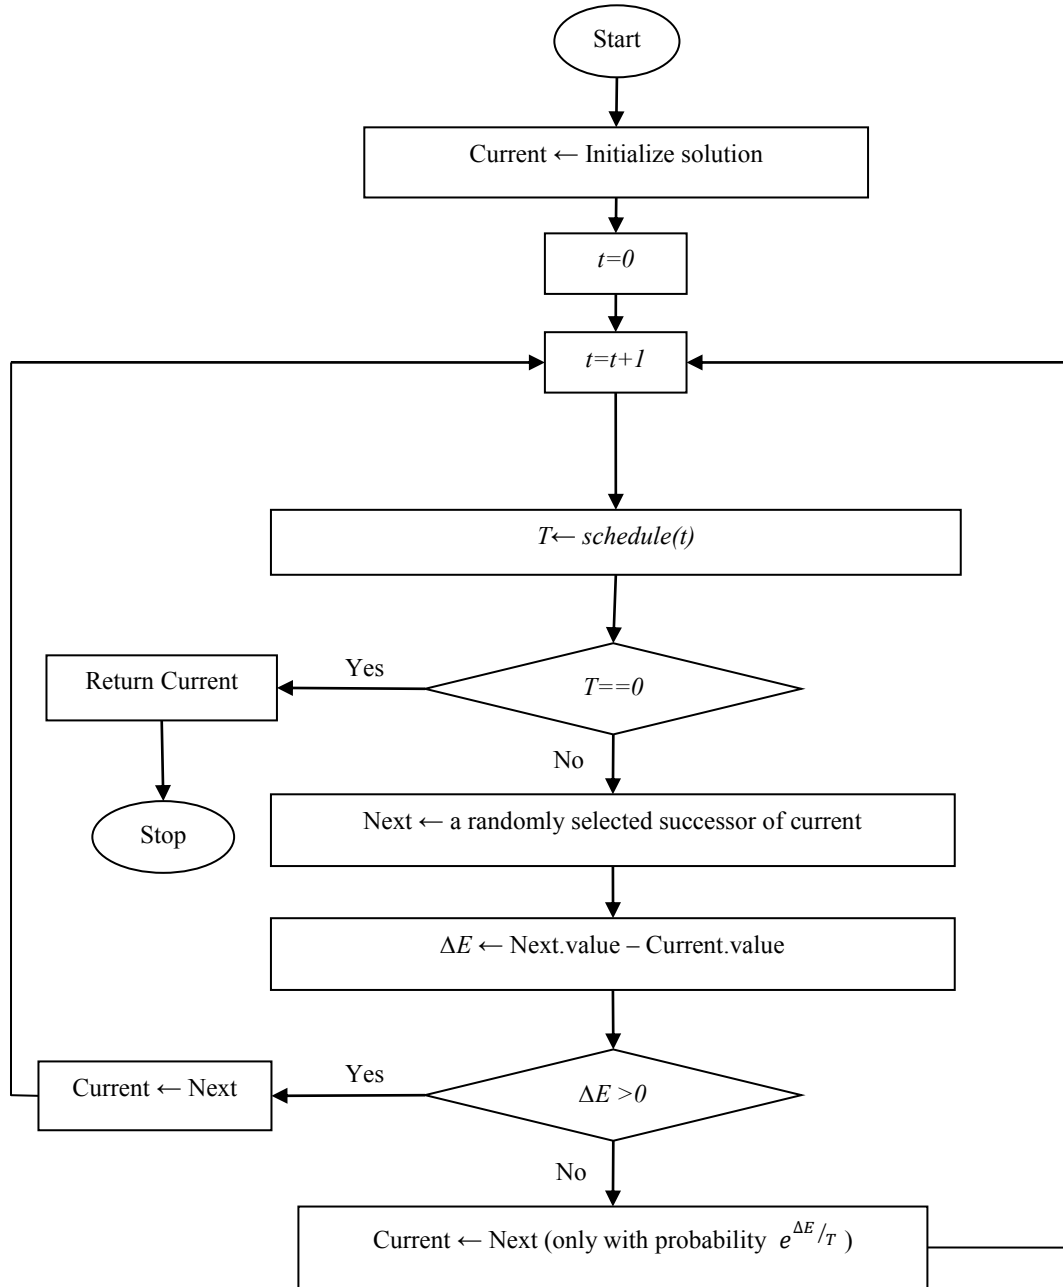 Start
Current ← Initialize solution
t=0
t=t+1
T← schedule(t)
Yes
Return Current
T==0
No
Stop
Next ← a randomly selected successor of current
ΔE ← Next.value – Current.value
Yes
Current ← Next
ΔE >0
No
Current ← Next (only with probability e^{ΔE/T} )